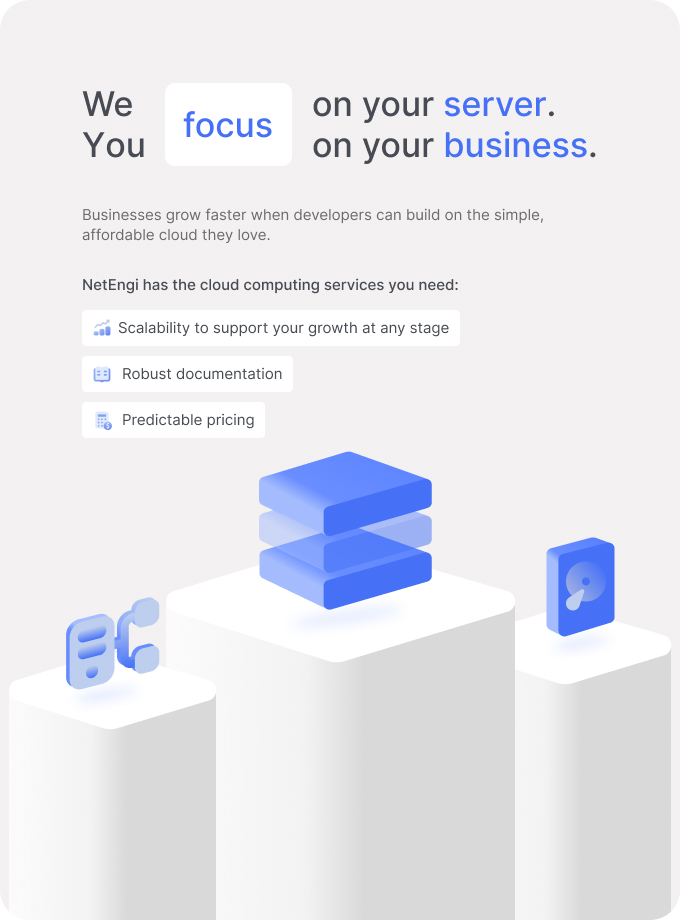 We focus on your server.
You focus on your business.
Businesses grow faster when developers can build on the simple,
affordable cloud they love.
NetEngi has the cloud computing services you need:
Scalability to support your growth at any stage
Robust documentation
Predictable pricing